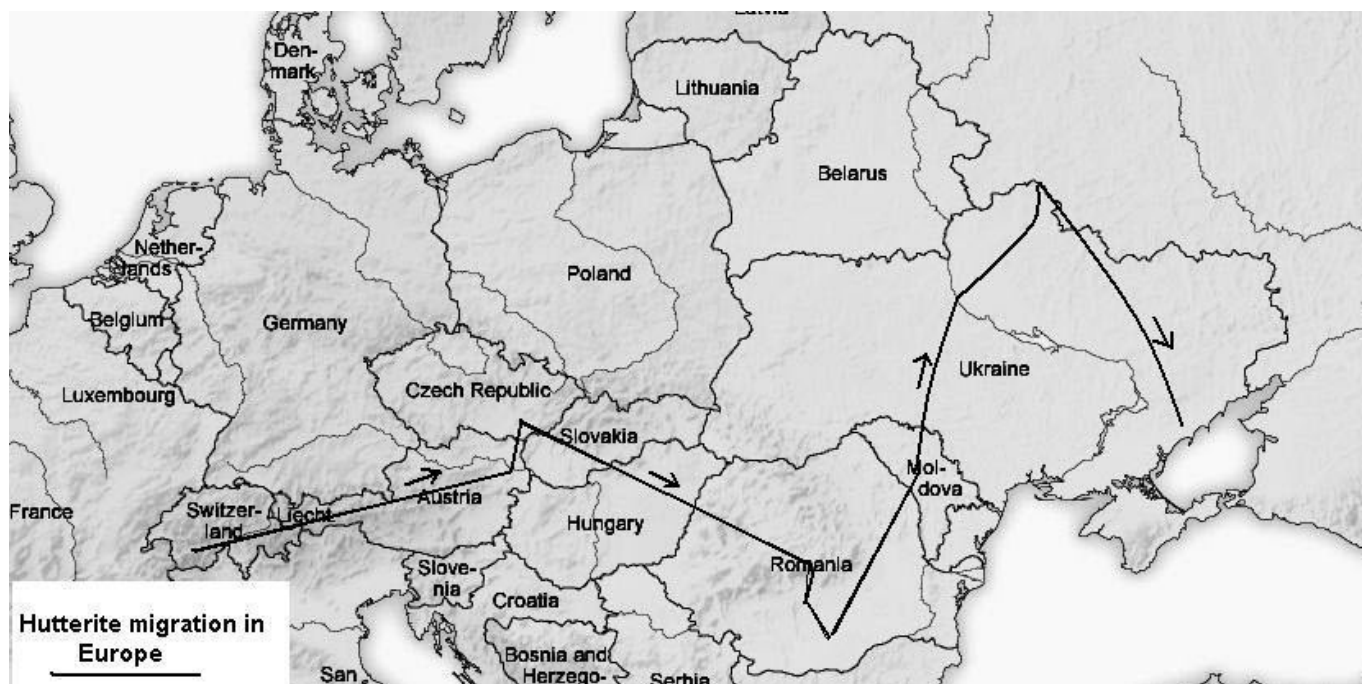 Latvia
Den-
mark
Lithuania
Belarus
Nether-
lands
Poland
Belgium
Germany
Luxembourg
Czech Republic
Ukraine
Slovakia
Mol-
dova
Austria
Switzer-
land
Liecht.
France
Hungary
Romania
Slove-
nia
Croatia
Hutterite migration in
Europe
Bosnia and
Herzego-
San
Serbia